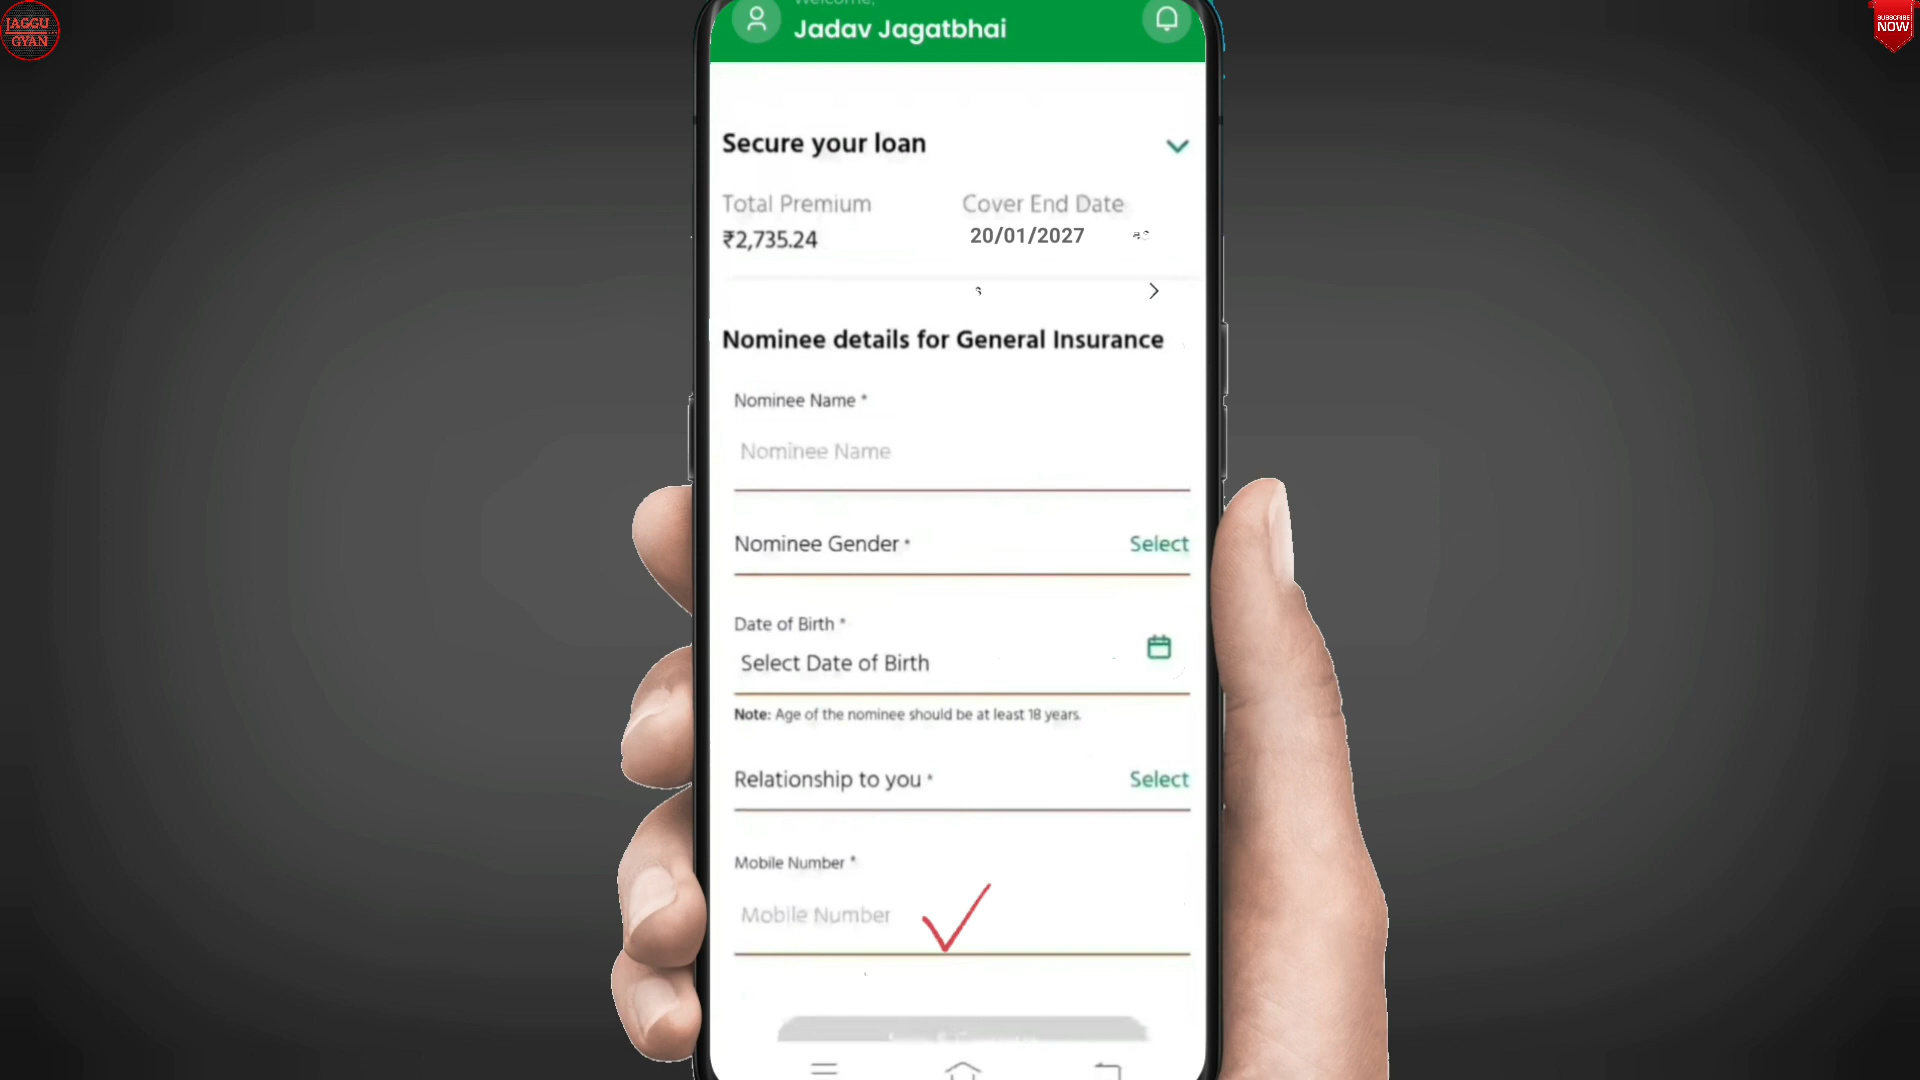 JAGGU
GYAN
SUBSCRIBE
NOW
Welcome,
Jadav Jagatbhai
Secure your loan
Total Premium
Cover End Date
₹2,735.24
20/01/2027
Nominee details for General Insurance
Nominee Name *
Nominee Name
Nominee Gender *
Select
Date of Birth *
Select Date of Birth
Note: Age of the nominee should be at least 18 years.
Relationship to you *
Select
Mobile Number *
Mobile Number